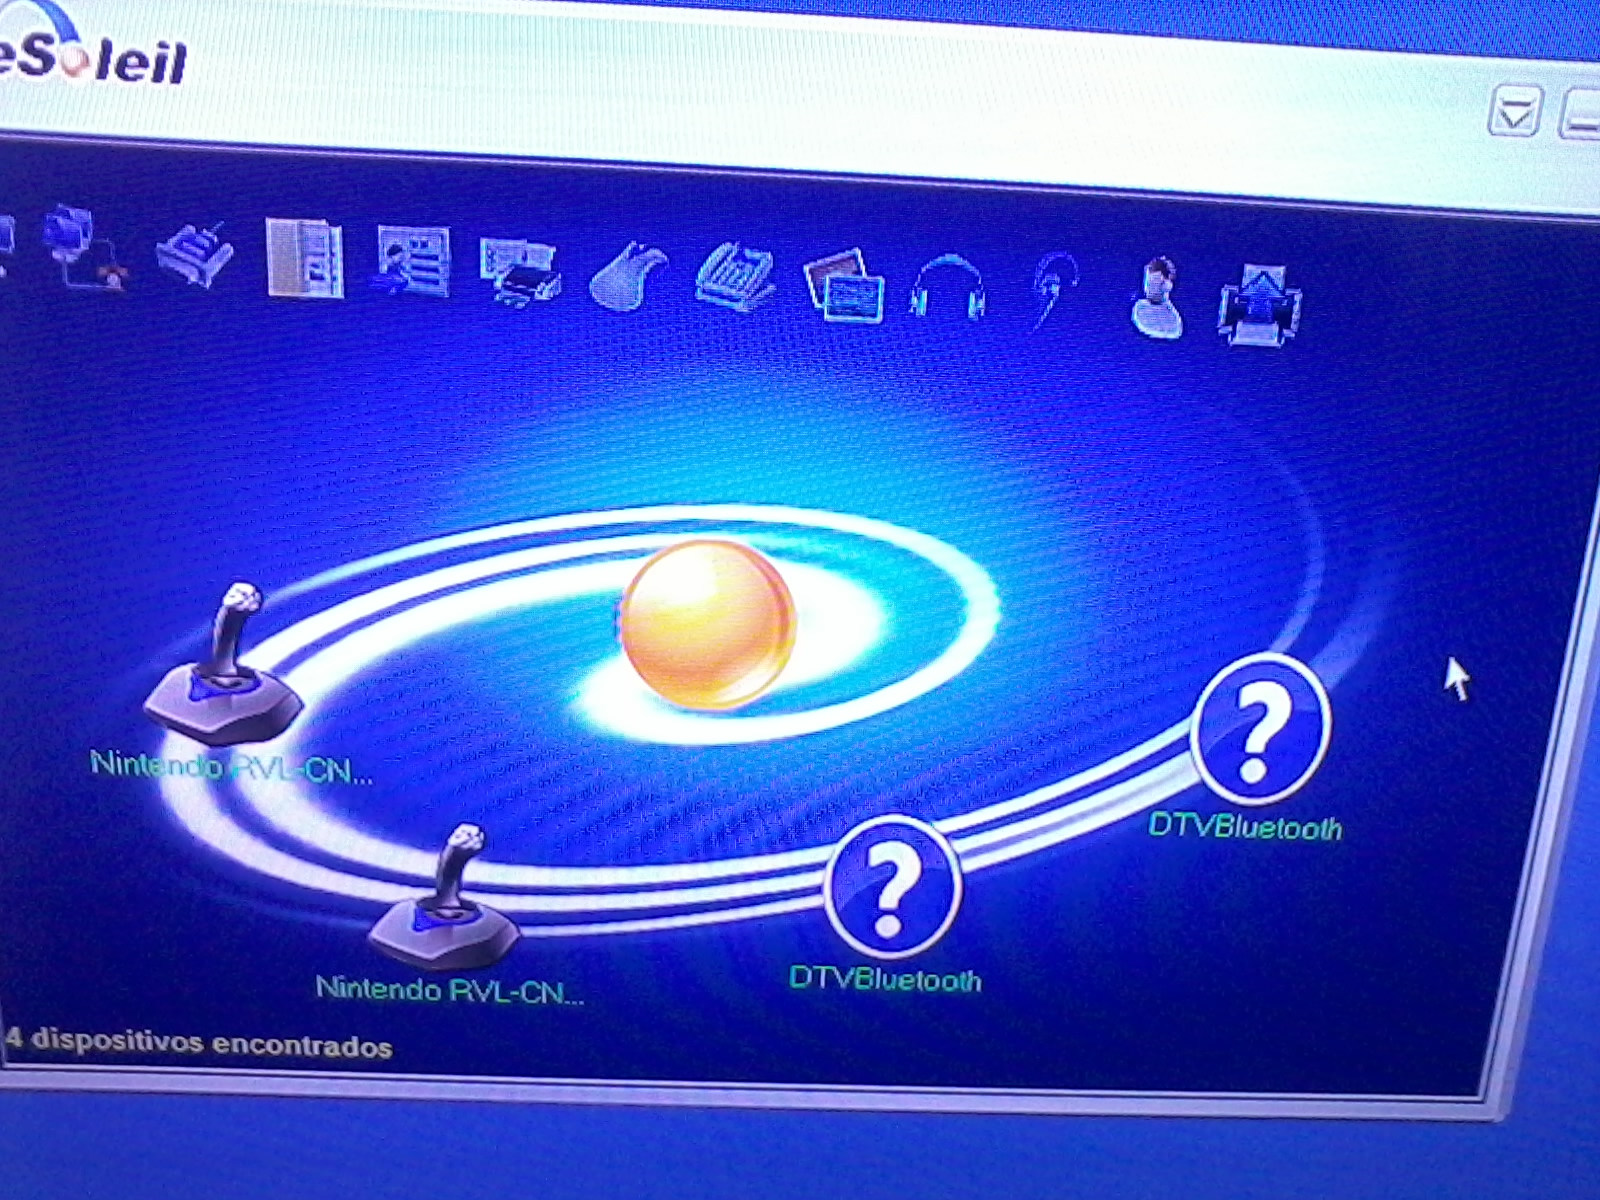 eSoleil
Nintendo RVL-CN...
Nintendo RVL-CN...
DTVBluetooth
DTVBluetooth
4 dispositivos encontrados